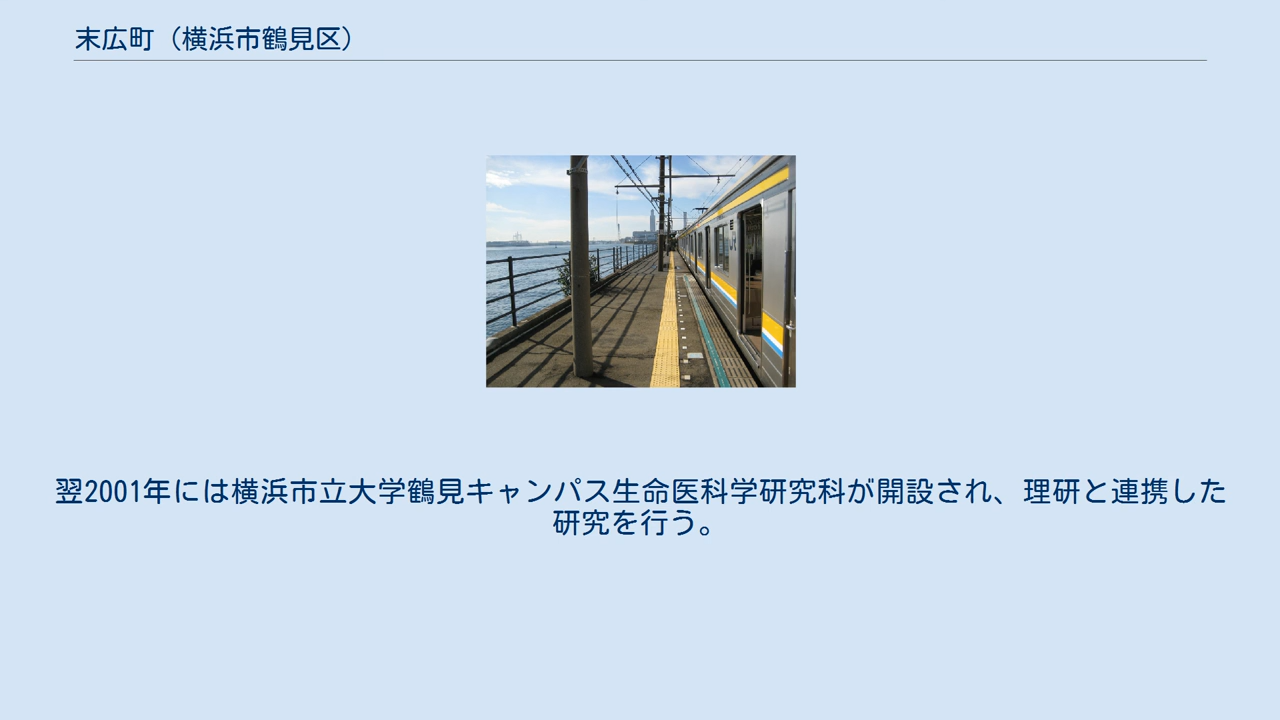 末広町（横浜市鶴見区）
翌2001年には横浜市立大学鶴見キャンパス生命医科学研究科が開設され、理研と連携した
研究を行う。